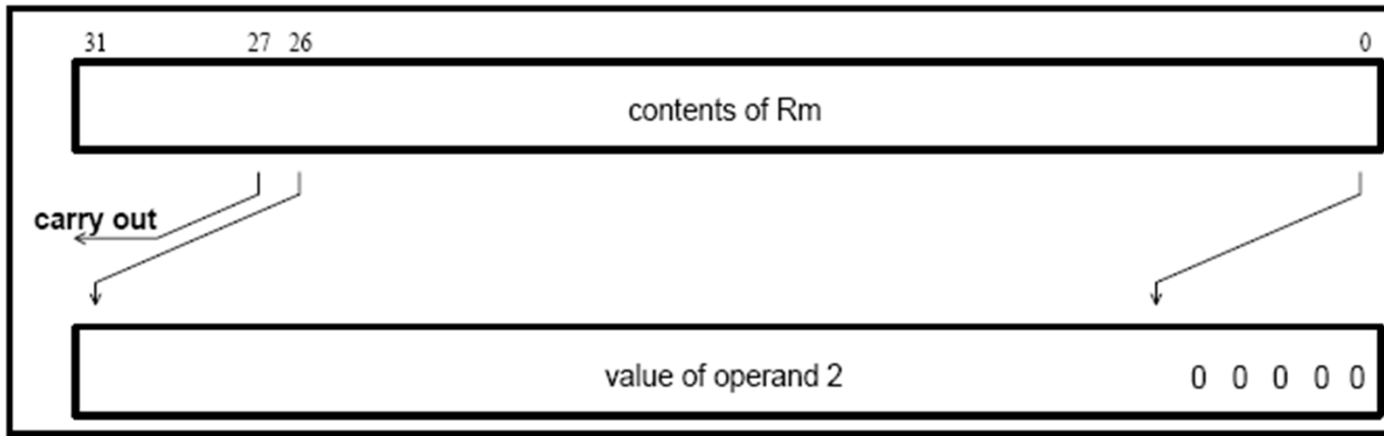 31 27 26 0
contents of Rm
carry out
value of operand 2 0 0 0 0 0